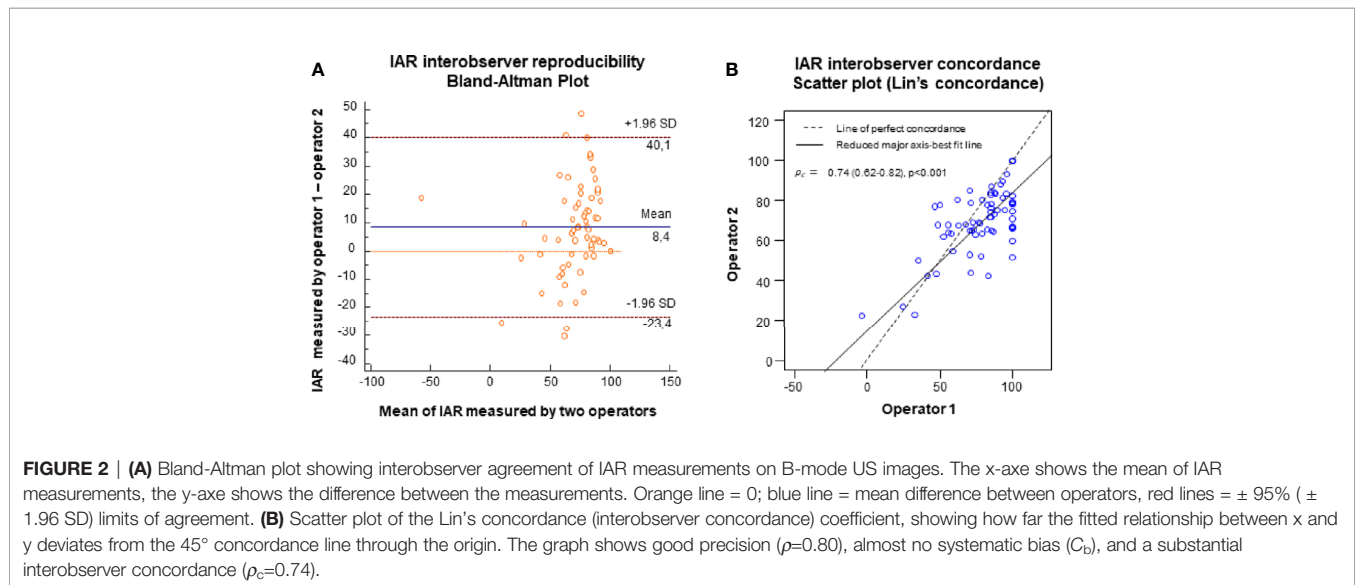 A
IAR interobserver reproducibility
Bland-Altman Plot
IAR measured by operator 1 – operator 2
50
40
30
20
10
0
-10
-20
-30
-40
+1.96 SD
40,1
Mean
8,4
-1.96 SD
-23,4
-100 -50 0 50 100 150
Mean of IAR measured by two operators
B
IAR interobserver concordance
Scatter plot (Lin's concordance)
Line of perfect concordance
Reduced major axis-best fit line
ρc = 0.74 (0.62-0.82), p<0.001
Operator 2
120
100
80
60
40
20
0
-50 0 50 100
Operator 1
FIGURE 2 | (A) Bland-Altman plot showing interobserver agreement of IAR measurements on B-mode US images. The x-axe shows the mean of IAR
measurements, the y-axe shows the difference between the measurements. Orange line = 0; blue line = mean difference between operators, red lines = ± 95% ( ±
1.96 SD) limits of agreement. (B) Scatter plot of the Lin's concordance (interobserver concordance) coefficient, showing how far the fitted relationship between x and
y deviates from the 45° concordance line through the origin. The graph shows good precision (ρ=0.80), almost no systematic bias (Cb), and a substantial
interobserver concordance (ρc=0.74).